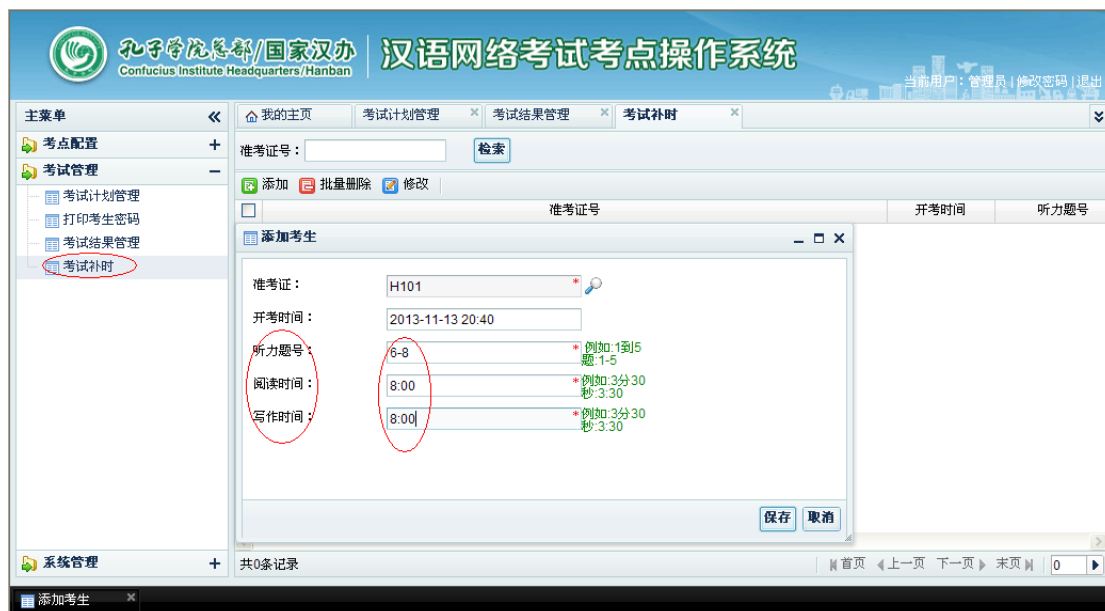 孔子学院总部/国家汉办
Confucius Institute Headquarters/Hanban
汉语网络考试考点操作系统
当前用户：管理员 | 修改密码 | 退出
主菜单
我的主页 考试计划管理 考试结果管理 考试补时
考点配置
准考证号： 检索
考试管理
添加 批量删除 修改
考试计划管理
打印考生密码
考试结果管理
考试补时
准考证号 开考时间 听力题号
添加考生
准考证： H101 *
开考时间： 2013-11-13 20:40
听力题号： 6-8 * 例如:1到5
题:1-5
阅读时间： 8:00 * 例如:3分30
秒:3:30
写作时间： 8:00 * 例如:3分30
秒:3:30
保存 取消
系统管理
共0条记录 首页 上一页 下一页 末页 0
添加考生